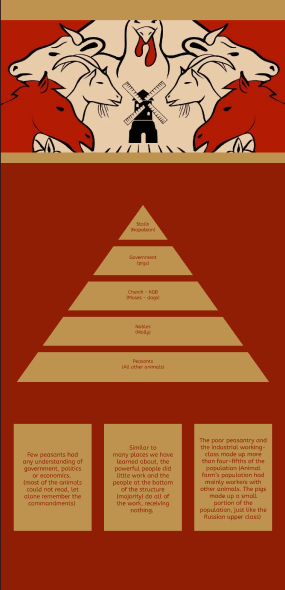 Stalin
(Napoleon)
Government
(pigs)
Church - KGB
(Moses - dogs)
Nobles
(Molly)
Peasants
(All other animals)
Few peasants had
any understanding of
government, politics
or economics.
(most of the animals
could not read, let
alone remember the
commandments)
Similar to
many places we have
learned about, the
powerful people did
little work and the
people at the bottom
of the structure
(majority) do all of
the work, receiving
nothing.
The poor peasantry and
the industrial working-
class made up more
than four-fifths of the
population (Animal
farm's population had
mainly workers with
other animals. The pigs
made up a small
portion of the
population, just like the
Russian upper class)